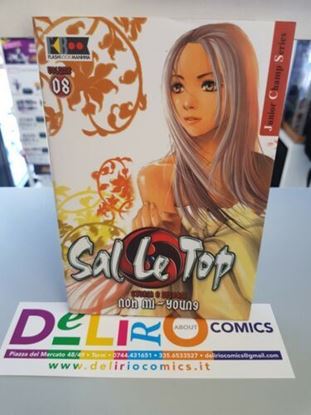 FLASHBOOK MANHWA
VOLUME
08
Junior Champ Series
Sal Le Top
noh mi-young
DeLiRiO ABOUT COMICS
Piazza del Mercato 48/49 - Terni - 0744.431651 - 335.6533527 - deliriocomics@gmail.com
www.deliriocomics.it